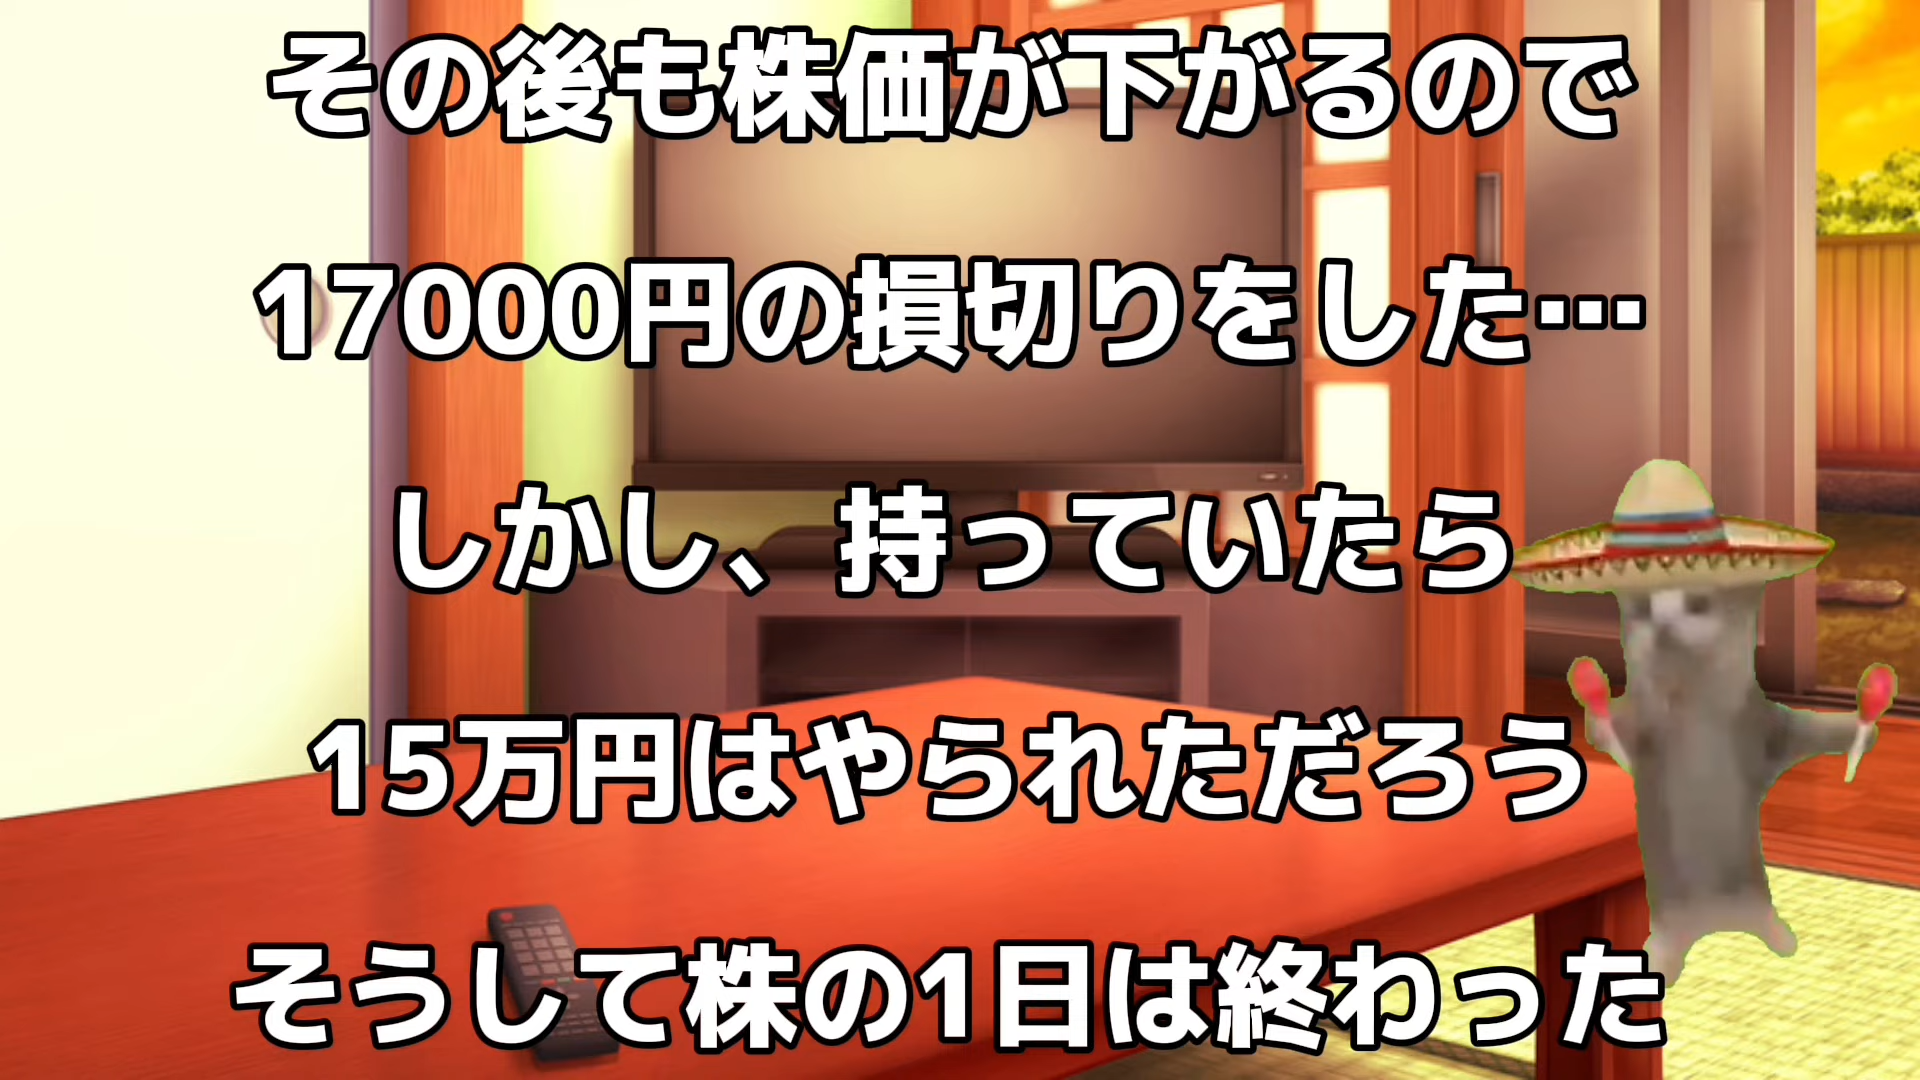 その後も株価が下がるので
17000円の損切りをした…
しかし、持っていたら
15万円はやられただろう
そうして株の1日は終わった